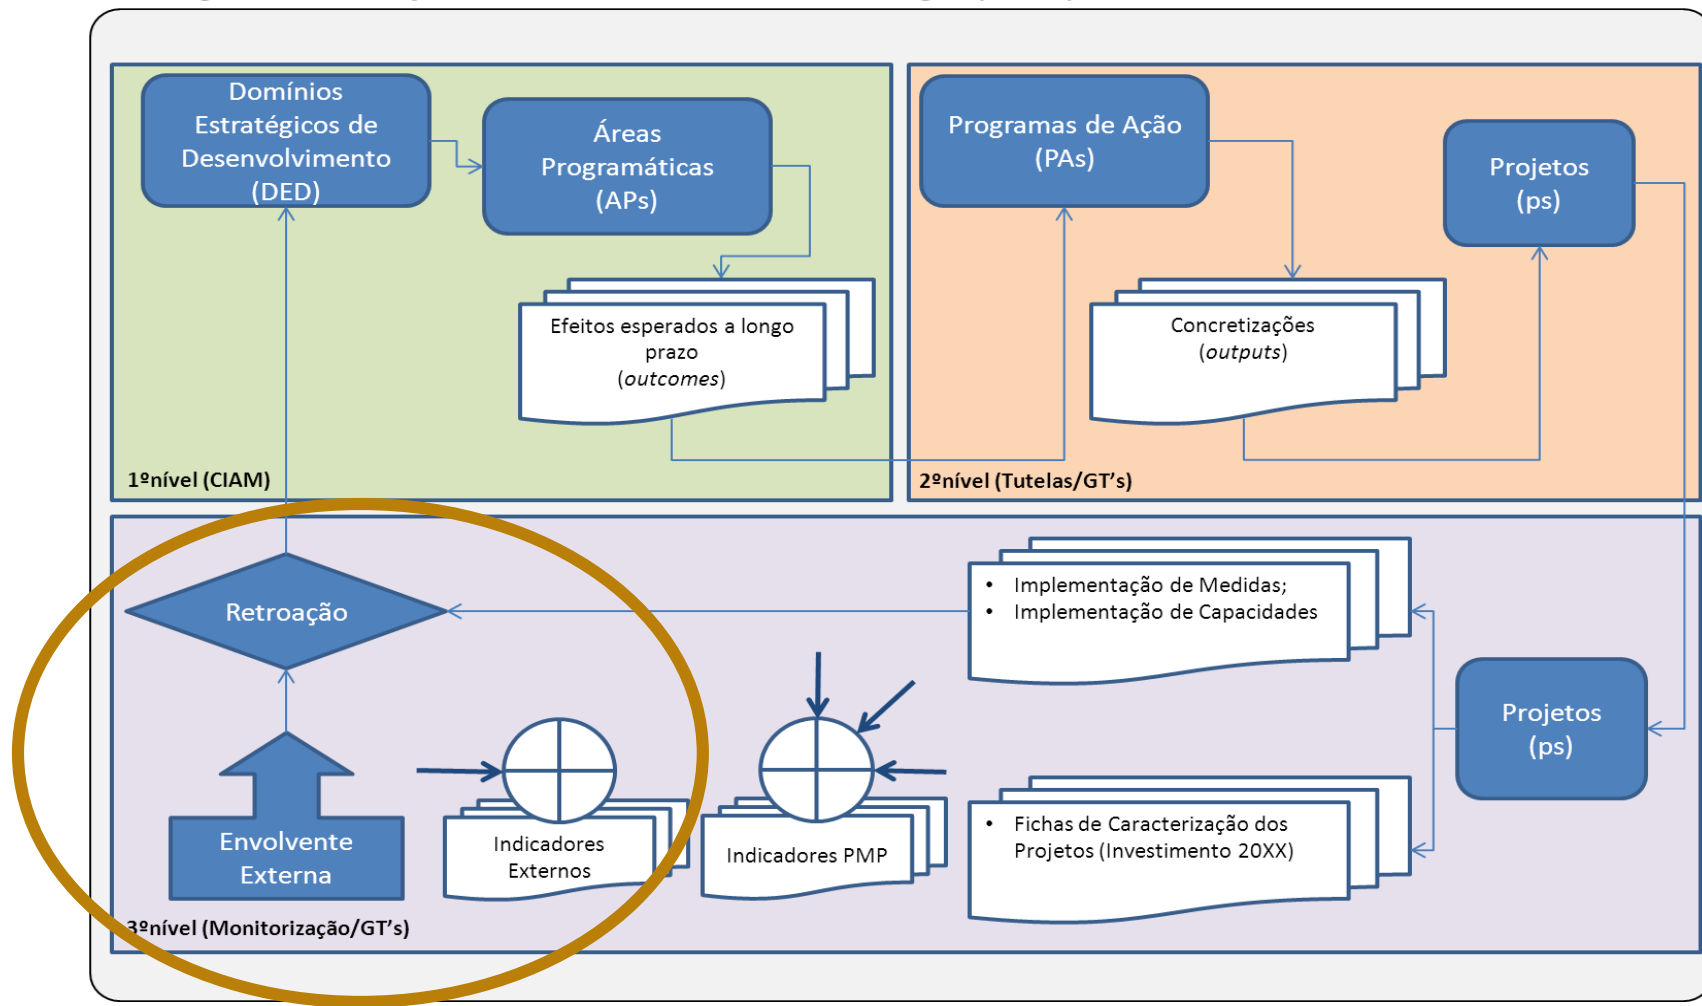 Domínios
Estratégicos de
Desenvolvimento
(DED)
Áreas
Programáticas
(APs)
Efeitos esperados a longo
prazo
(outcomes)
1ºnível (CIAM)
Programas de Ação
(PAs)
Projetos
(ps)
Concretizações
(outputs)
2ºnível (Tutelas/GT’s)
Retroação
• Implementação de Medidas;
• Implementação de Capacidades
Projetos
(ps)
Envolvente
Externa
Indicadores
Externos
Indicadores PMP
• Fichas de Caracterização dos
Projetos (Investimento 20XX)
3ºnível (Monitorização/GT’s)